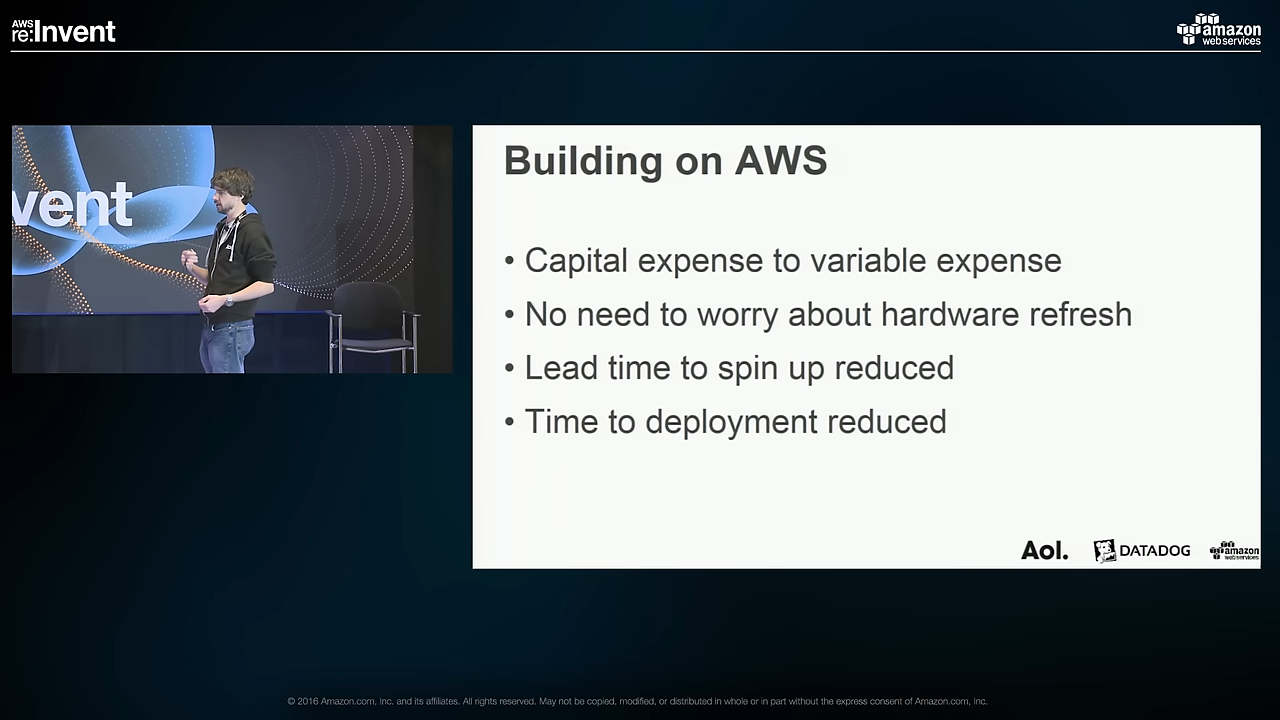 AWS
re:Invent
amazon
web services
vent
Building on AWS
• Capital expense to variable expense
• No need to worry about hardware refresh
• Lead time to spin up reduced
• Time to deployment reduced
Aol.
DATADOG
amazon
web services
© 2016 Amazon.com, Inc. and its affiliates. All rights reserved. May not be copied, modified, or distributed in whole or in part without the express consent of Amazon.com, Inc.